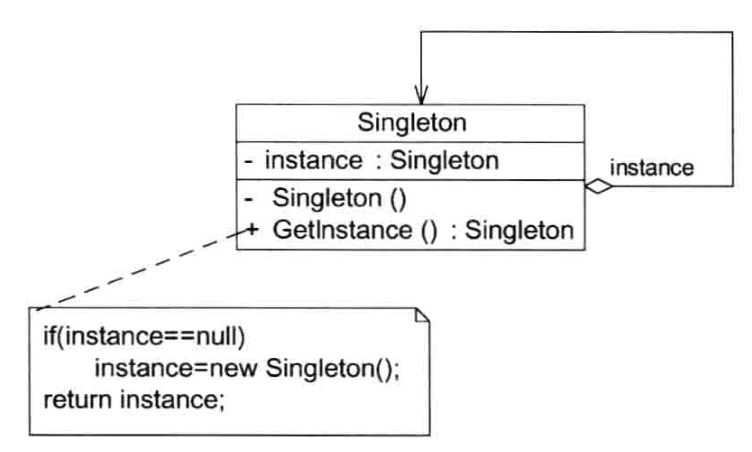 Singleton
- instance : Singleton
instance
- Singleton ()
+ GetInstance () : Singleton
if(instance==null)
instance=new Singleton();
return instance;